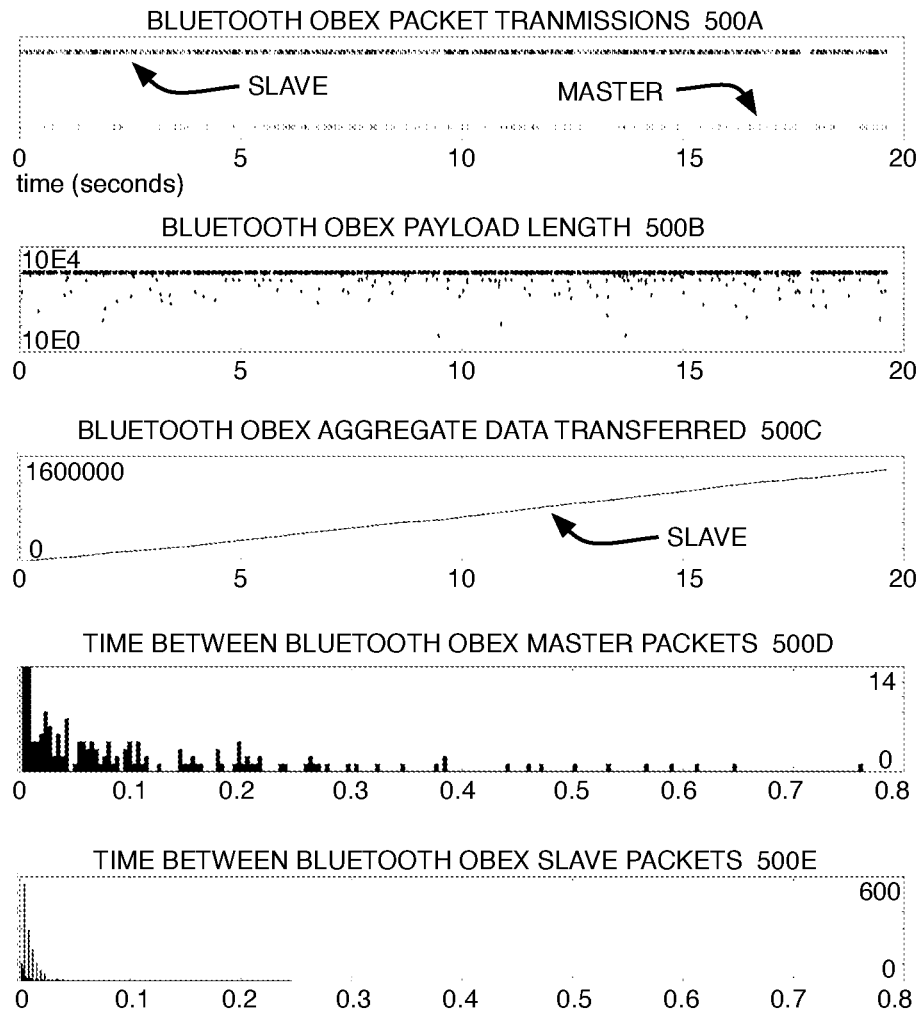 BLUETOOTH OBEX PACKET TRANMISSIONS 500A
SLAVE
MASTER
0 5 10 15 20
time (seconds)
BLUETOOTH OBEX PAYLOAD LENGTH 500B
10E4
10E0
0 5 10 15 20
BLUETOOTH OBEX AGGREGATE DATA TRANSFERRED 500C
1600000
SLAVE
0
0 5 10 15 20
TIME BETWEEN BLUETOOTH OBEX MASTER PACKETS 500D
14
0
0 0.1 0.2 0.3 0.4 0.5 0.6 0.7 0.8
TIME BETWEEN BLUETOOTH OBEX SLAVE PACKETS 500E
600
0
0 0.1 0.2 0.3 0.4 0.5 0.6 0.7 0.8